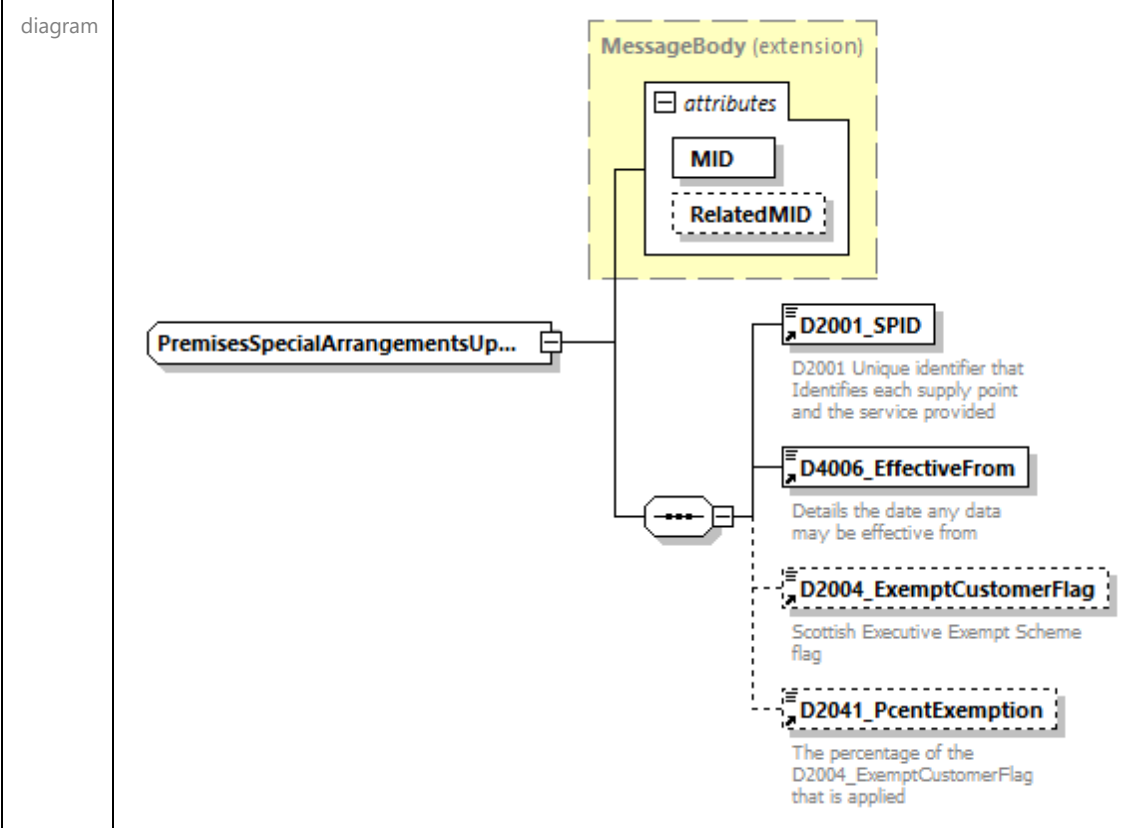 diagram
MessageBody (extension)
attributes
MID
RelatedMID
PremisesSpecialArrangementsUp...
D2001_SPID
D2001 Unique identifier that
Identifies each supply point
and the service provided
D4006_EffectiveFrom
Details the date any data
may be effective from
D2004_ExemptCustomerFlag
Scottish Executive Exempt Scheme
flag
D2041_PcentExemption
The percentage of the
D2004_ExemptCustomerFlag
that is applied